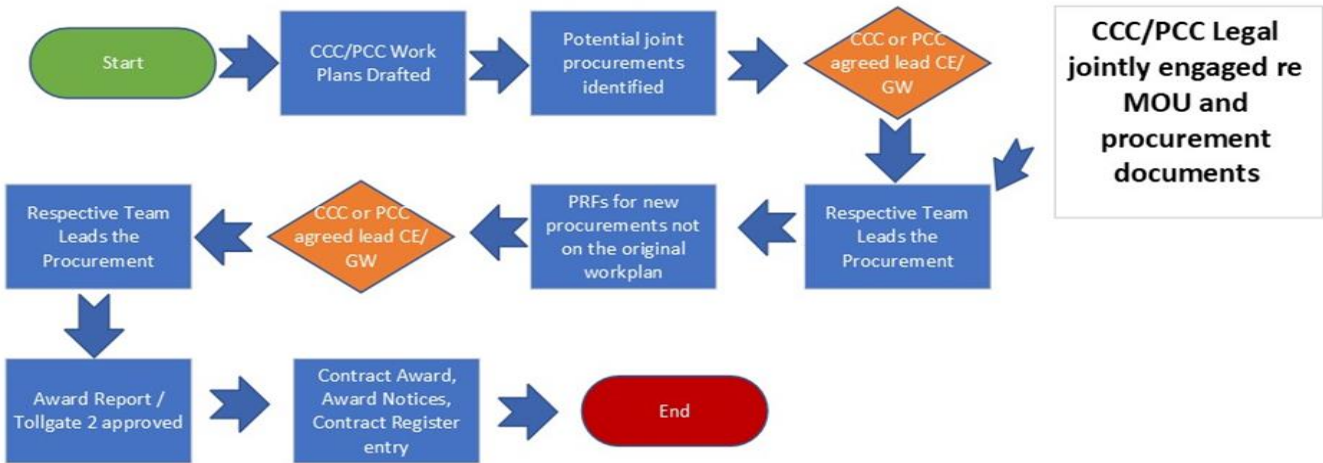 Start
CCC/PCC Work
Plans Drafted
Potential joint
procurements
identified
CCC or PCC
agreed lead CE/
GW
CCC/PCC Legal
jointly engaged re
MOU and
procurement
documents
Respective Team
Leads the
Procurement
PRFs for new
procurements not
on the original
workplan
CCC or PCC
agreed lead CE/
GW
Respective Team
Leads the
Procurement
Award Report /
Tollgate 2 approved
Contract Award,
Award Notices,
Contract Register
entry
End